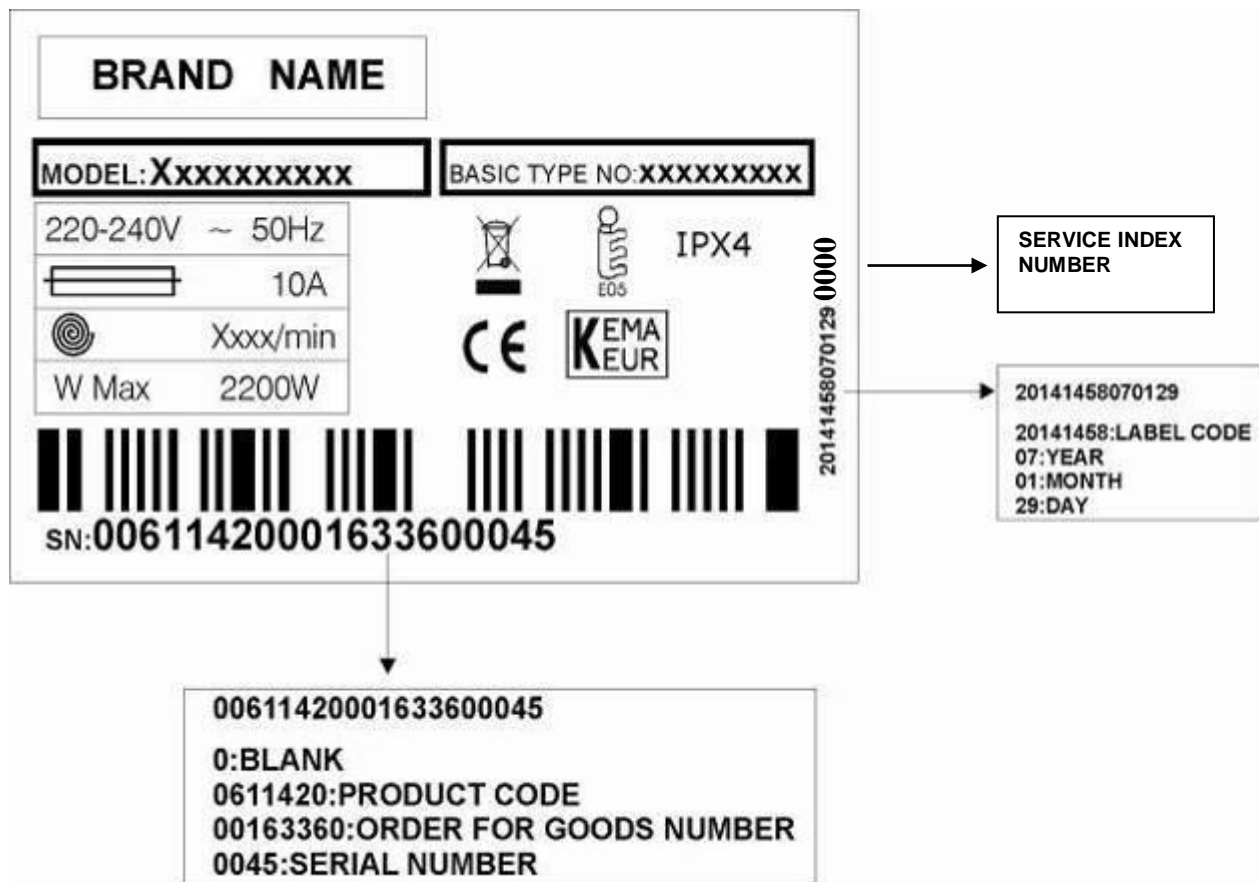 BRAND NAME
MODEL:Xxxxxxxxxx
BASIC TYPE NO:xxxxxxxxx
220-240V ~ 50Hz
10A
Xxxx/min
W Max 2200W
E05
IPX4
CE
KEMA
EUR
20141458070129 0000
SN:00611420001633600045
SERVICE INDEX
NUMBER
20141458070129
20141458:LABEL CODE
07:YEAR
01:MONTH
29:DAY
00611420001633600045
0:BLANK
0611420:PRODUCT CODE
00163360:ORDER FOR GOODS NUMBER
0045:SERIAL NUMBER